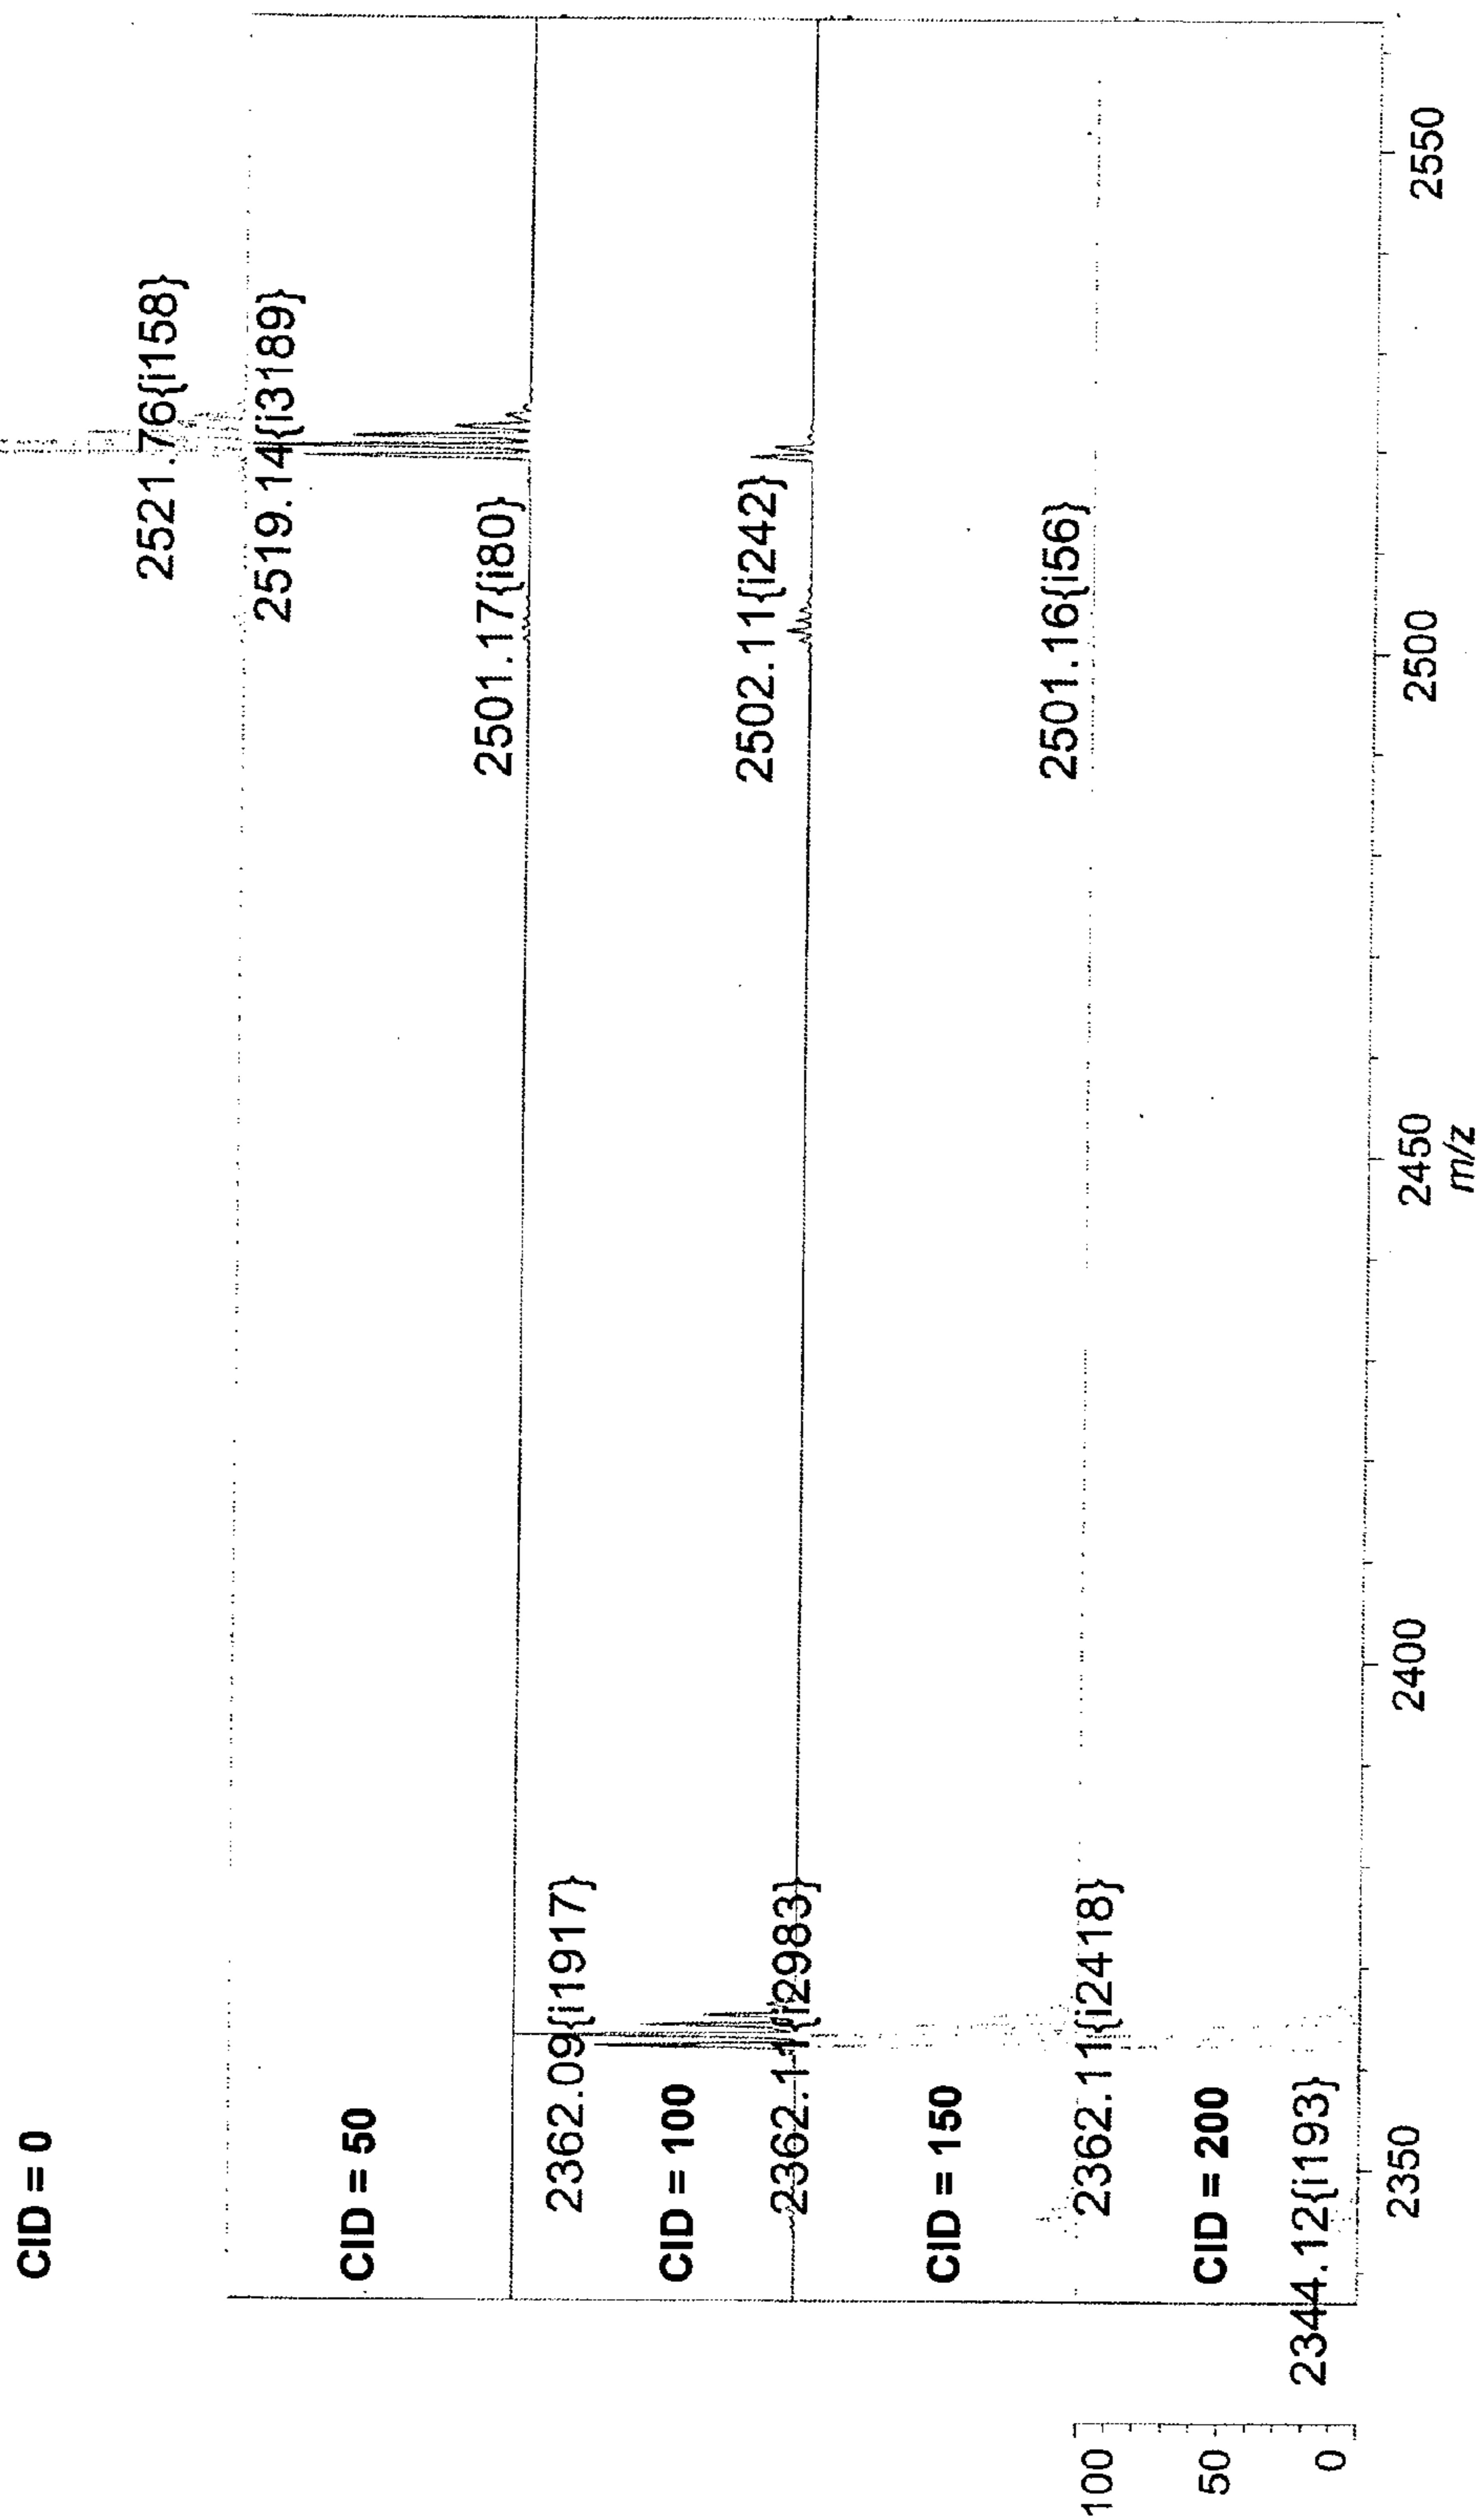 CID = 0
2521.76{i158}
2519.14{i3189}
CID = 50
2501.17{i80}
2362.09{i1917}
CID = 100
2502.11{i242}
2362.11{i2983}
CID = 150
2501.16{i56}
2362.11{i2418}
CID = 200
2344.12{i193}
100
50
0
2350
2400
2450
2500
2550
m/z